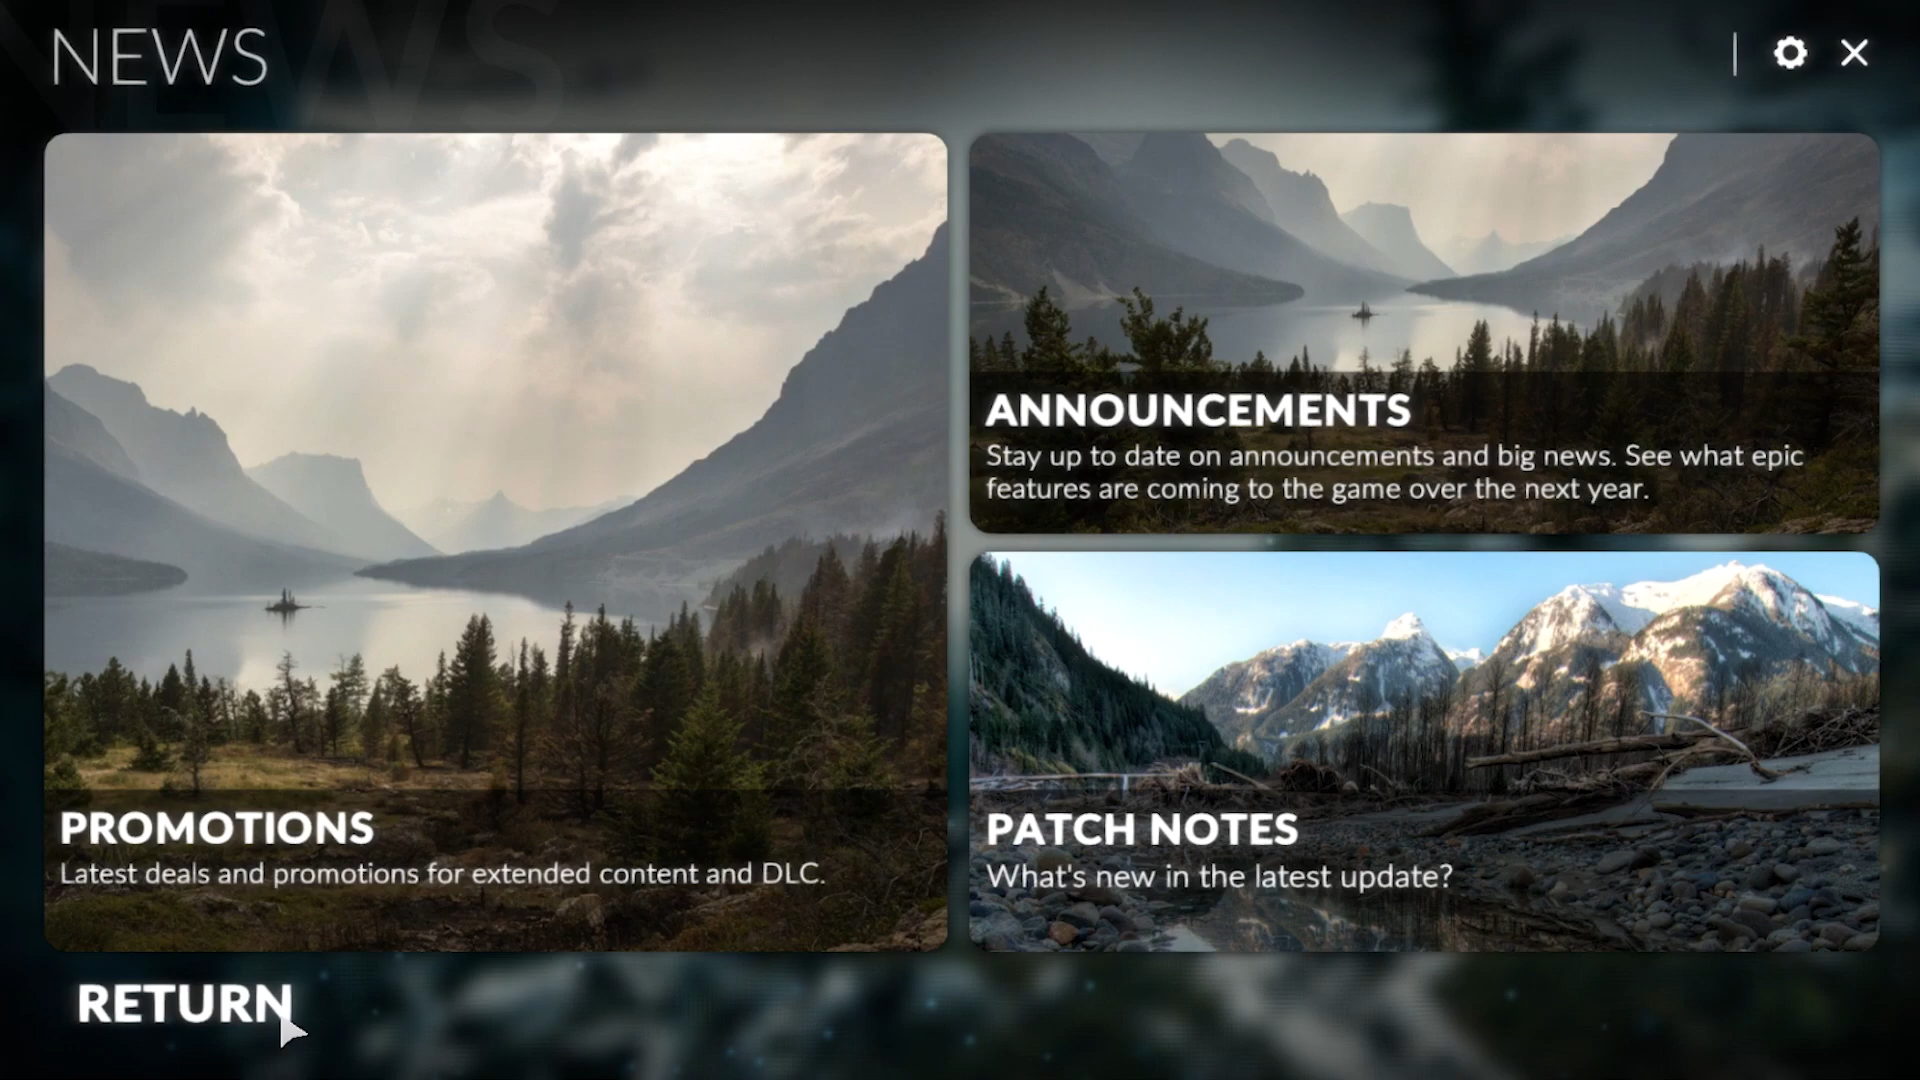 NEWS
PROMOTIONS
Latest deals and promotions for extended content and DLC.
ANNOUNCEMENTS
Stay up to date on announcements and big news. See what epic
features are coming to the game over the next year.
PATCH NOTES
What's new in the latest update?
RETURN